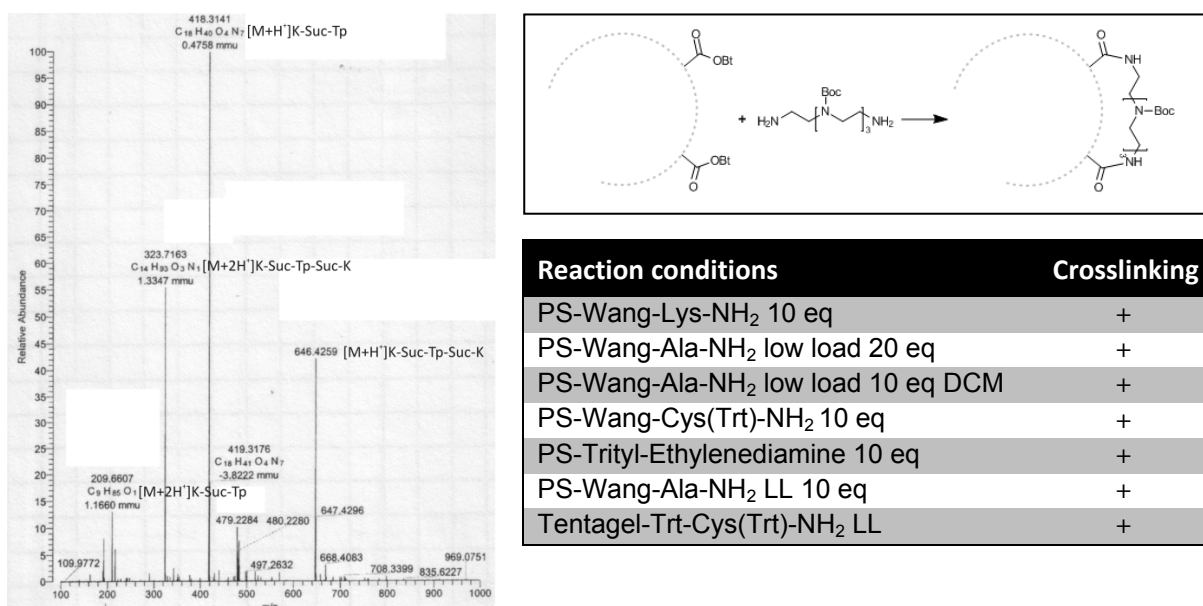 418.3141
C18 H40 O4 N7 [M+H+]K-Suc-Tp
0.4758 mmu
100
95
90
85
80
75
70
65
60
55
50
45
40
35
30
25
20
15
10
5
0
Relative Abundance
323.7163
C14 H93 O3 N1 [M+2H+]K-Suc-Tp-Suc-K
1.3347 mmu
646.4259 [M+H+]K-Suc-Tp-Suc-K
419.3176
C18 H41 O4 N7
-3.8222 mmu
209.6607
C9 H85 O1 [M+2H+]K-Suc-Tp
1.1660 mmu
479.2284
480.2280
647.4296
109.9772
497.2632
668.4083
708.3399
969.0751
835.6227
100 200 300 400 500 600 700 800 900 1000
O
OBt
O
OBt
+
H2N
Boc
N
3
NH2
O
NH
N
Boc
3
NH
O
Reaction conditions Crosslinking
PS-Wang-Lys-NH2 10 eq +
PS-Wang-Ala-NH2 low load 20 eq +
PS-Wang-Ala-NH2 low load 10 eq DCM +
PS-Wang-Cys(Trt)-NH2 10 eq +
PS-Trityl-Ethylenediamine 10 eq +
PS-Wang-Ala-NH2 LL 10 eq +
Tentagel-Trt-Cys(Trt)-NH2 LL +